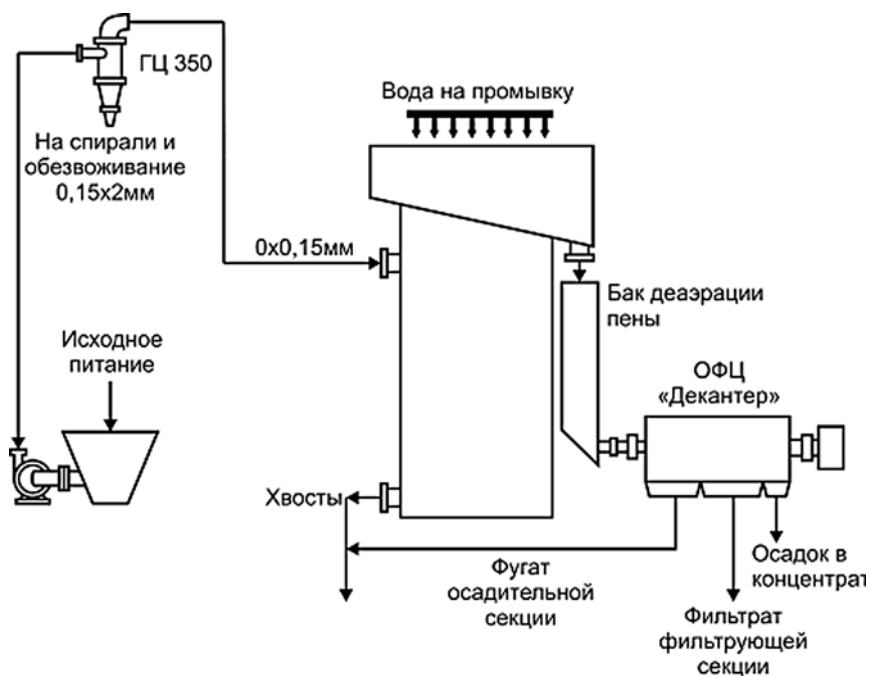 ГЦ 350
На спирали и
обезвоживание
0,15х2мм
Вода на промывку
0х0,15мм
Бак деаэрации
пены
Исходное
питание
ОФЦ
«Декантер»
Хвосты
Фугат
осадительной
секции
Осадок в
концентрат
Фильтрат
фильтрующей
секции